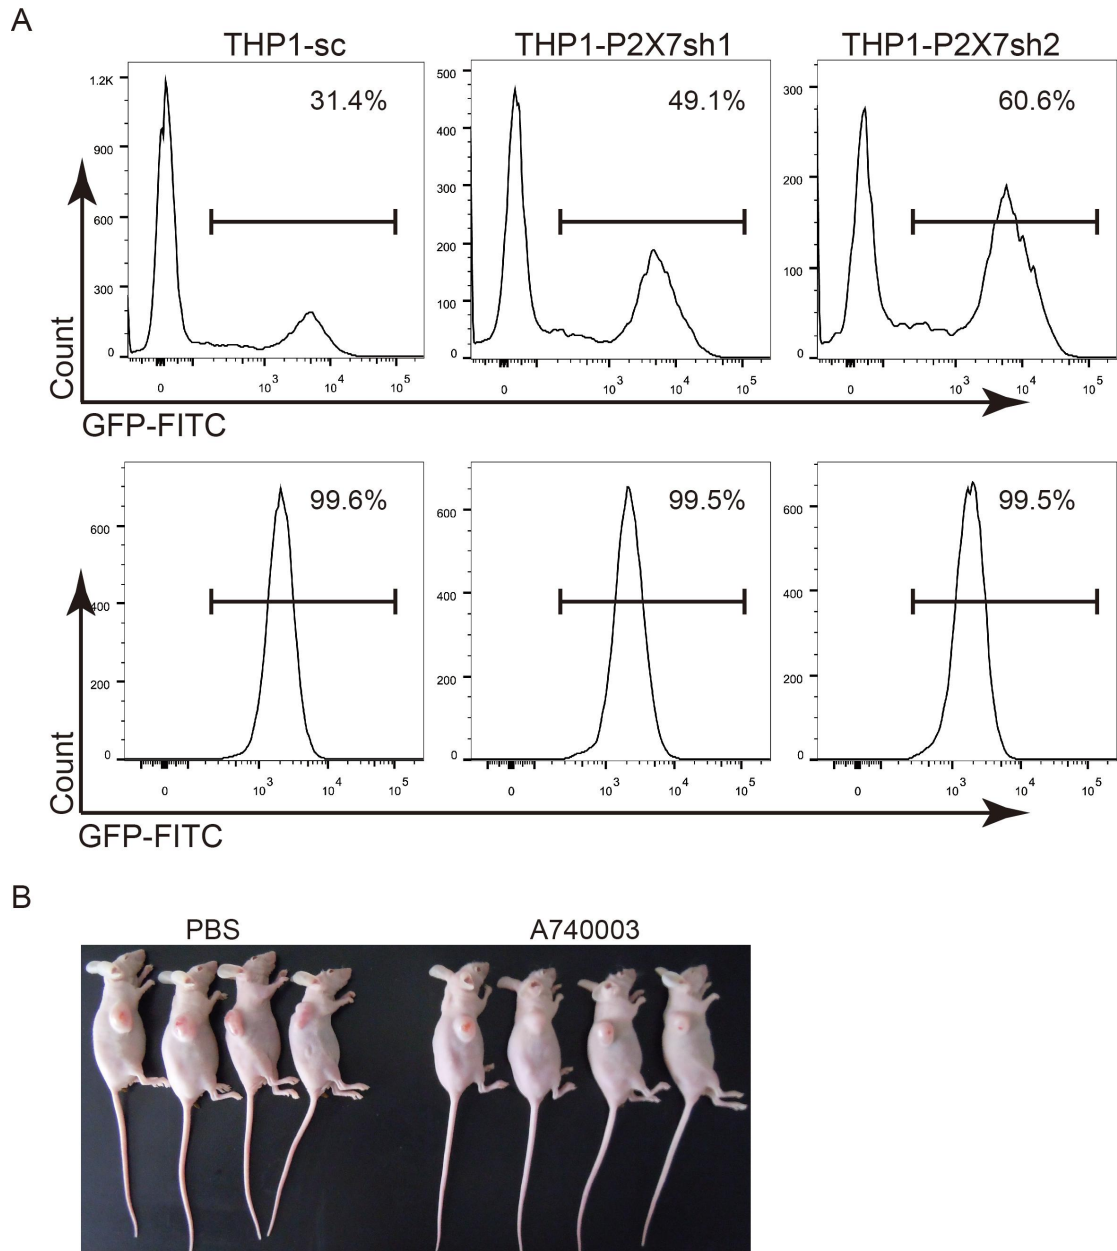 A
THP1-sc THP1-P2X7sh1 THP1-P2X7sh2
31.4% 49.1% 60.6%
1.2K 500 300
900 400
600 300 200
300 200 100
0 100 0
0
0 10³ 10⁴ 10⁵ 0 10³ 10⁴ 10⁵ 0 10³ 10⁴ 10⁵
Count
GFP-FITC
99.6% 99.5% 99.5%
600 600 600
400 400 400
200 200 200
0 0 0
0 10³ 10⁴ 10⁵ 0 10³ 10⁴ 10⁵ 0 10³ 10⁴ 10⁵
Count
GFP-FITC
B
PBS A740003